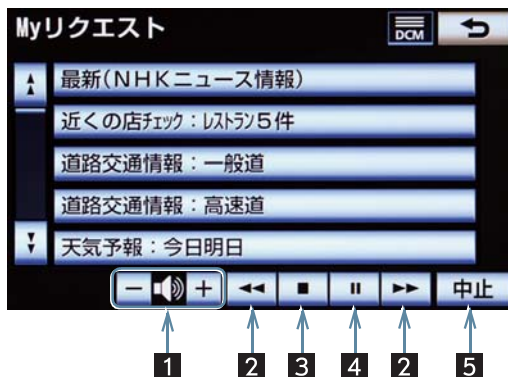 Myリクエスト DCM
最新(NHKニュース情報)
近くの店チェック：レストラン5件
道路交通情報：一般道
道路交通情報：高速道
天気予報：今日明日
− + 中止
1 2 3 4 2 5